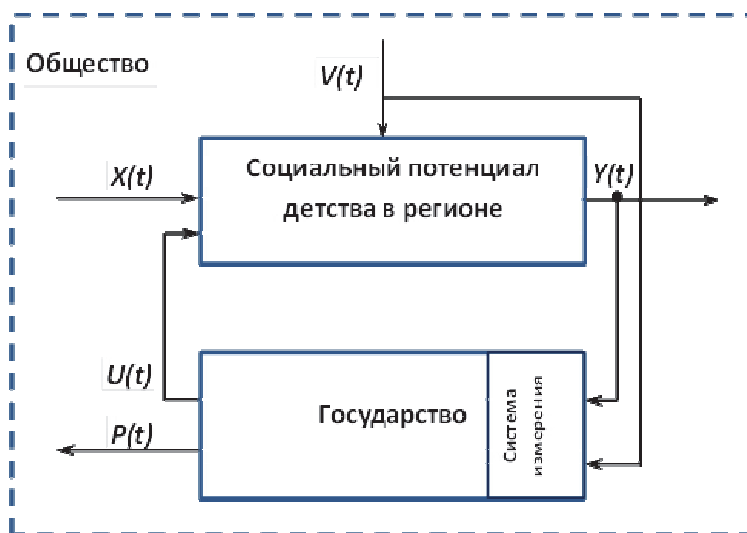 Общество
V(t)
X(t)
Социальный потенциал
детства в регионе
Y(t)
U(t)
P(t)
Государство
Система
измерения